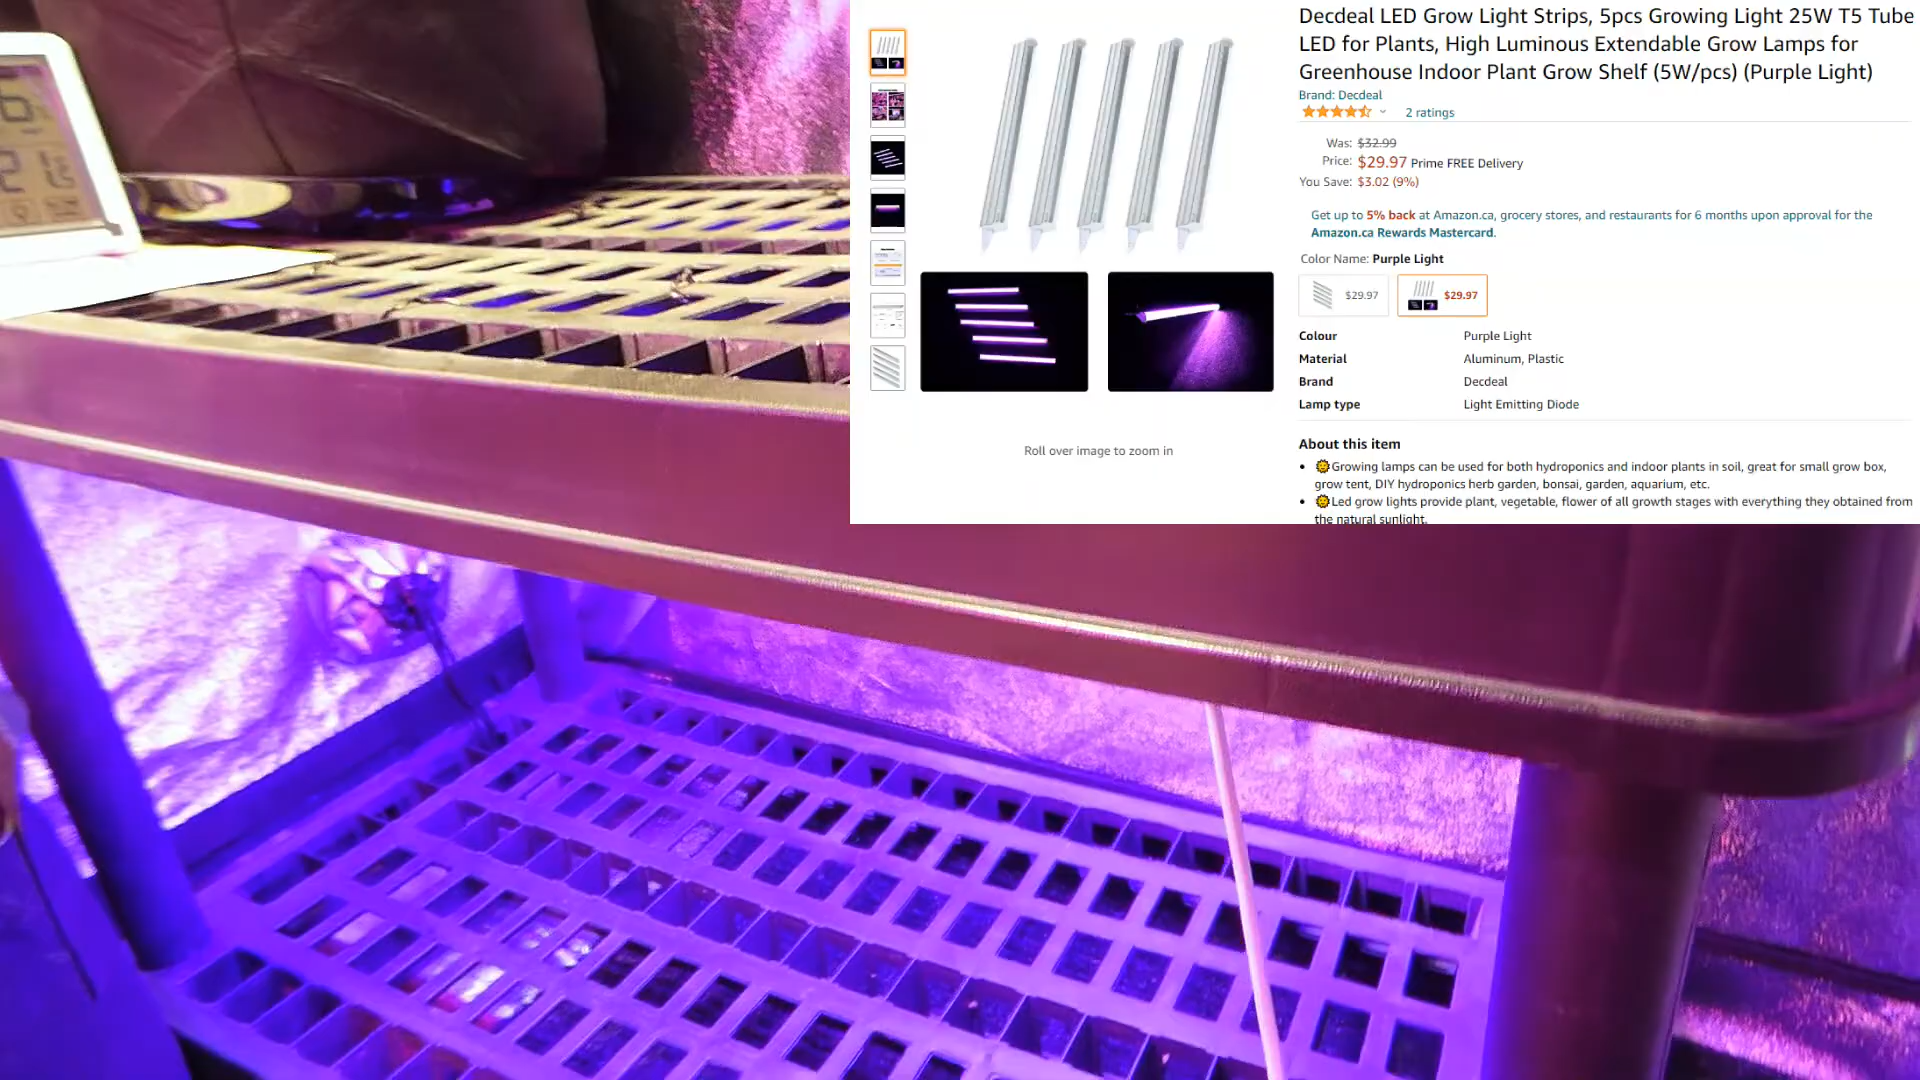 Decdeal LED Grow Light Strips, 5pcs Growing Light 25W T5 Tube
LED for Plants, High Luminous Extendable Grow Lamps for
Greenhouse Indoor Plant Grow Shelf (5W/pcs) (Purple Light)
Brand: Decdeal
2 ratings
Was: $32.99
Price: $29.97 Prime FREE Delivery
You Save: $3.02 (9%)
Get up to 5% back at Amazon.ca, grocery stores, and restaurants for 6 months upon approval for the
Amazon.ca Rewards Mastercard.
Color Name: Purple Light
$29.97
$29.97
Colour Purple Light
Material Aluminum, Plastic
Brand Decdeal
Lamp type Light Emitting Diode
Roll over image to zoom in
About this item
• 🌞Growing lamps can be used for both hydroponics and indoor plants in soil, great for small grow box,
grow tent, DIY hydroponics herb garden, bonsai, garden, aquarium, etc.
• 🌞Led grow lights provide plant, vegetable, flower of all growth stages with everything they obtained from
the natural sunlight.